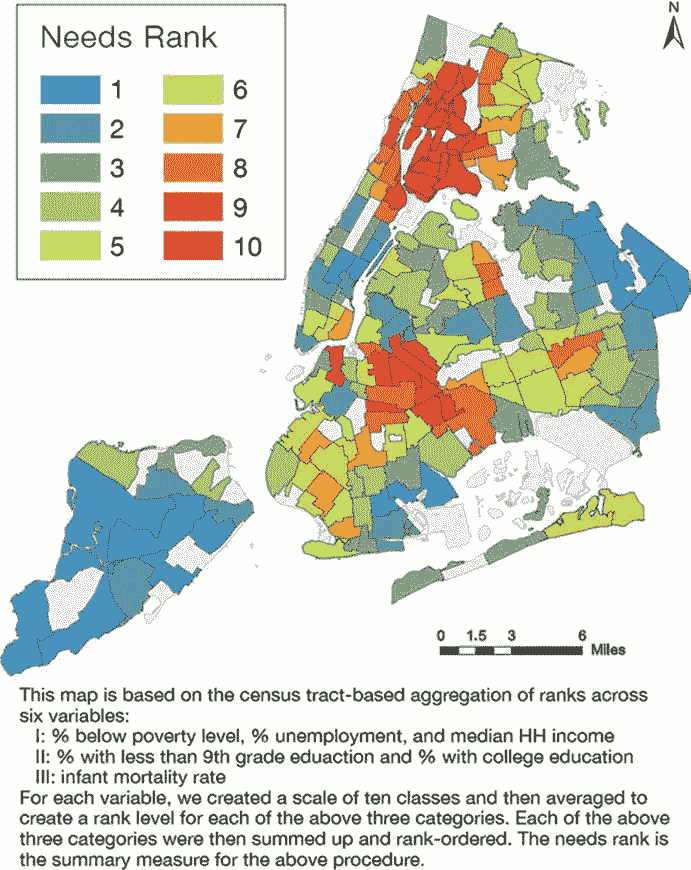 Needs Rank
1
2
3
4
5
6
7
8
9
10
N
0 1.5 3 6
Miles
This map is based on the census tract-based aggregation of ranks across
six variables:
I: % below poverty level, % unemployment, and median HH income
II: % with less than 9th grade eduaction and % with college education
III: infant mortality rate
For each variable, we created a scale of ten classes and then averaged to
create a rank level for each of the above three categories. Each of the above
three categories were then summed up and rank-ordered. The needs rank is
the summary measure for the above procedure.